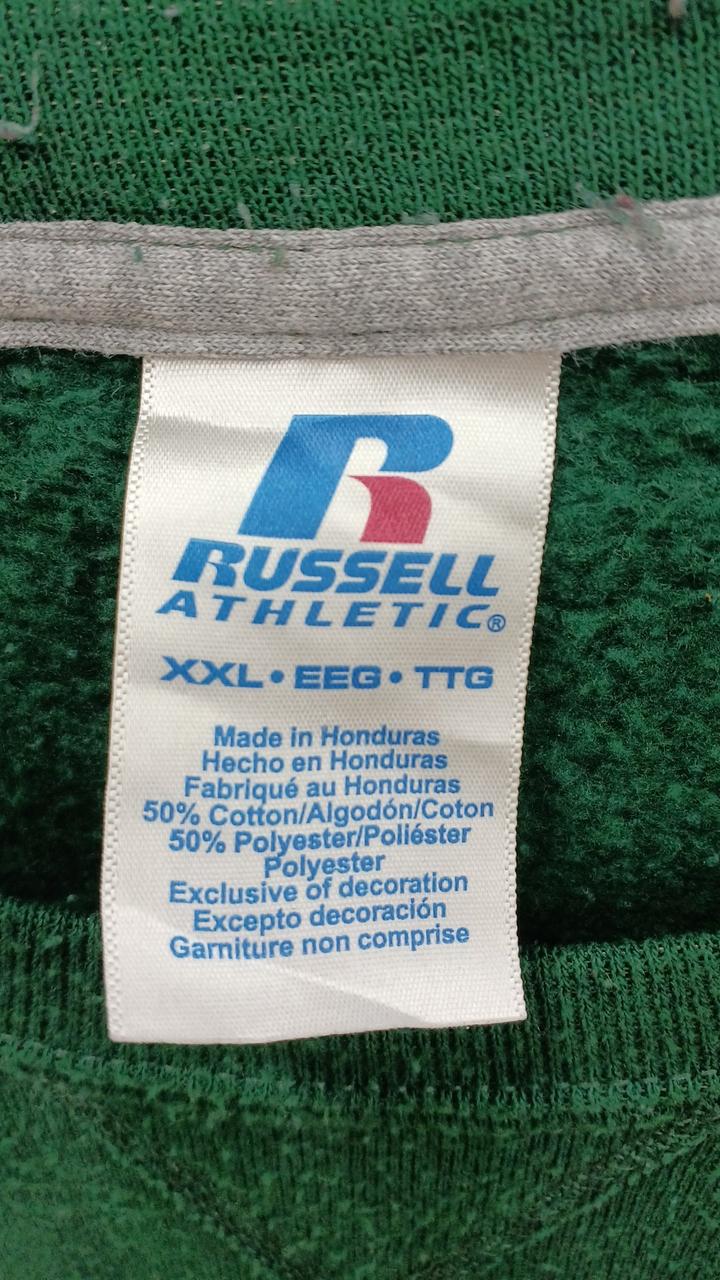 RUSSELL
ATHLETIC®
XXL • EEG • TTG
Made in Honduras
Hecho en Honduras
Fabriqué au Honduras
50% Cotton/Algodón/Coton
50% Polyester/Poliéster
Polyester
Exclusive of decoration
Excepto decoración
Garniture non comprise